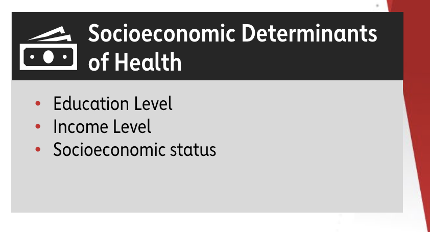 Socioeconomic Determinants
of Health
• Education Level
• Income Level
• Socioeconomic status